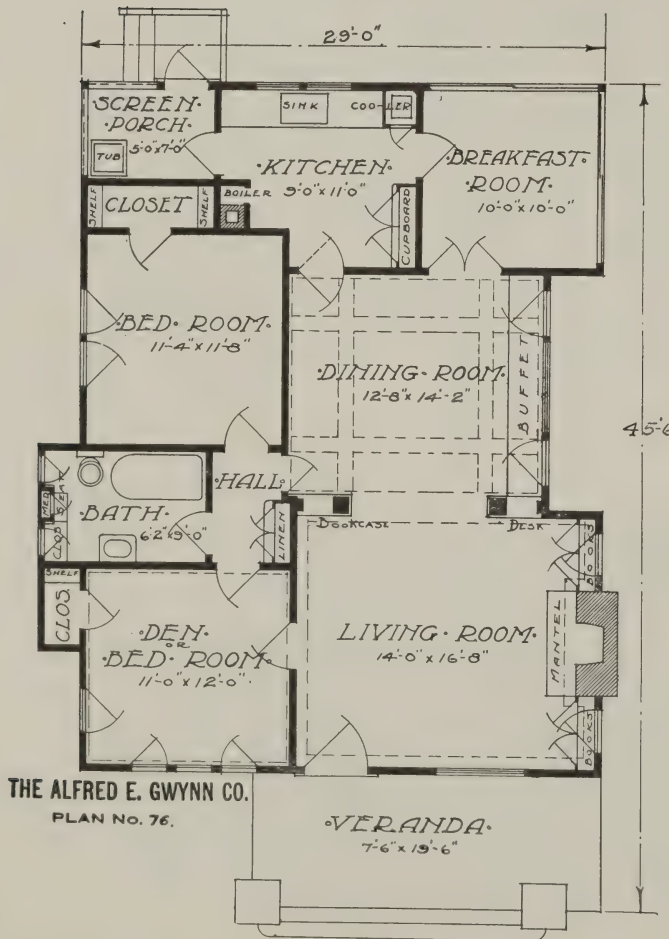 29'-0"
·SCREEN·
·PORCH·
5'-0"x7'-0"
TUB
SINK
COOLER
·KITCHEN·
9'-0"x11'-0"
BOILER
CUPBOARD
·BREAKFAST·
ROOM·
10'-0"x10'-0"
SHELF
CLOSET
SHELF
·BED·ROOM·
11'-4"x11'-8"
·DINING·ROOM·
12'-8"x14'-2"
BUFFET
45'-6
·HALL·
MED
CLOS
·BATH·
6'-2"x9'-0"
LINEN
BOOKCASE
DESK
SHELF
CLOS.
·DEN·
OR
BED·ROOM·
11'-0"x12'-0"
LIVING·ROOM·
14'-0"x16'-8"
BOOKS
MANTEL
BOOKS
THE ALFRED E. GWYNN CO.
PLAN No. 76.
·VERANDA·
7'-6"x19'-6"